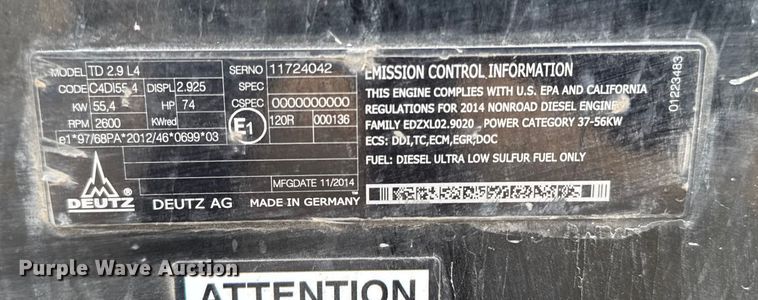 MODEL TD 2.9 L4 SERNO 11724042
CODE C4DI55,4 DISPL 2.925 SPEC
KW 55,4 HP 74 CSPEC 0000000000
RPM 2600 KWred E1 120R 000136
e1*97/68PA*2012/46*0699*03
MFGDATE 11/2014
DEUTZ DEUTZ AG MADE IN GERMANY
EMISSION CONTROL INFORMATION
THIS ENGINE COMPLIES WITH U.S. EPA AND CALIFORNIA
REGULATIONS FOR 2014 NONROAD DIESEL ENGINE
FAMILY EDZXL02.9020 , POWER CATEGORY 37-56KW
ECS: DDI,TC,ECM,EGR,DOC
FUEL: DIESEL ULTRA LOW SULFUR FUEL ONLY
01223483
Purple Wave Auction
ATTENTION